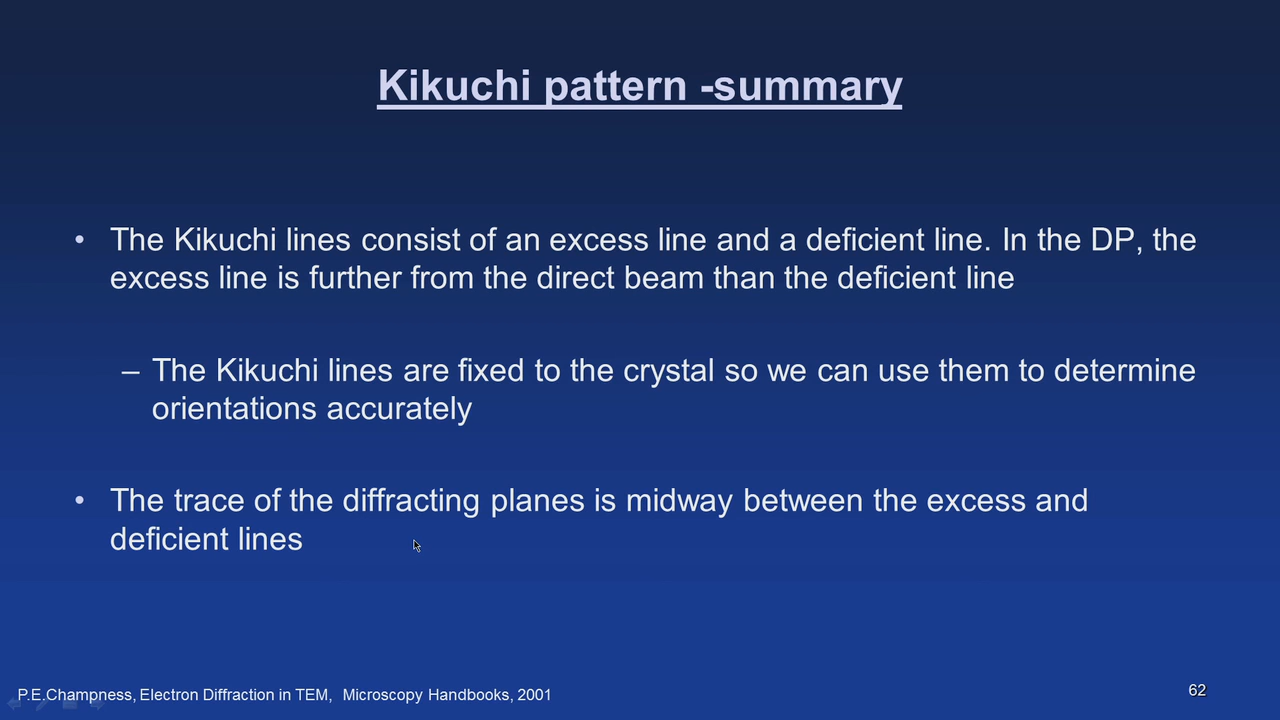 Kikuchi pattern -summary
• The Kikuchi lines consist of an excess line and a deficient line. In the DP, the
excess line is further from the direct beam than the deficient line
– The Kikuchi lines are fixed to the crystal so we can use them to determine
orientations accurately
• The trace of the diffracting planes is midway between the excess and
deficient lines
P.E.Champness, Electron Diffraction in TEM, Microscopy Handbooks, 2001
62